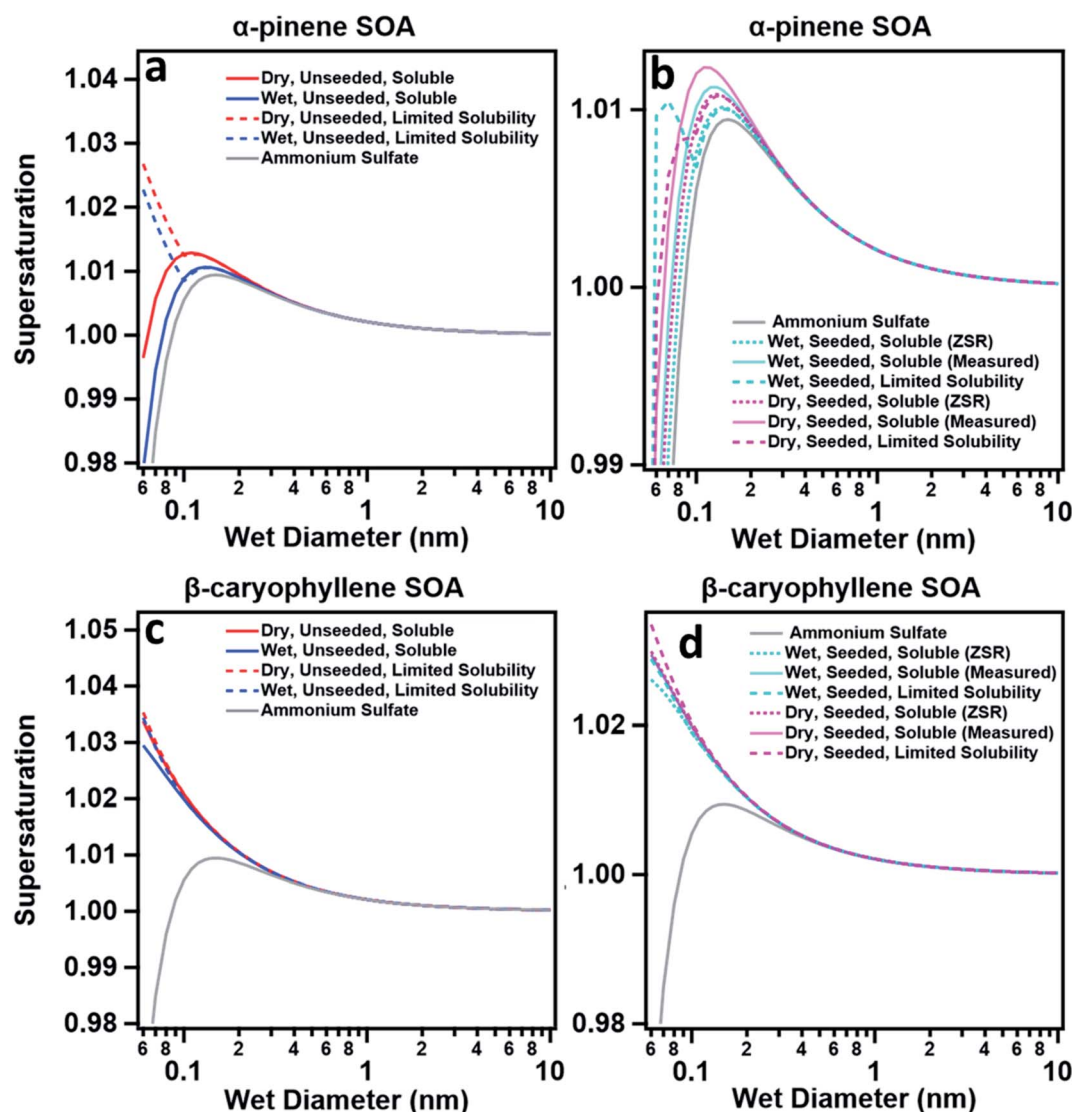 α-pinene SOA
a
Dry, Unseeded, Soluble
Wet, Unseeded, Soluble
Dry, Unseeded, Limited Solubility
Wet, Unseeded, Limited Solubility
Ammonium Sulfate
Supersaturation
1.04
1.03
1.02
1.01
1.00
0.99
0.98
6 8 2 4 6 8 2 4 6 8
0.1 1 10
Wet Diameter (nm)
α-pinene SOA
b
1.01
1.00
0.99
Ammonium Sulfate
Wet, Seeded, Soluble (ZSR)
Wet, Seeded, Soluble (Measured)
Wet, Seeded, Limited Solubility
Dry, Seeded, Soluble (ZSR)
Dry, Seeded, Soluble (Measured)
Dry, Seeded, Limited Solubility
6 8 2 4 6 8 2 4 6 8
0.1 1 10
Wet Diameter (nm)
β-caryophyllene SOA
c
Dry, Unseeded, Soluble
Wet, Unseeded, Soluble
Dry, Unseeded, Limited Solubility
Wet, Unseeded, Limited Solubility
Ammonium Sulfate
Supersaturation
1.05
1.04
1.03
1.02
1.01
1.00
0.99
0.98
6 8 2 4 6 8 2 4 6 8
0.1 1 10
Wet Diameter (nm)
β-caryophyllene SOA
d
Ammonium Sulfate
Wet, Seeded, Soluble (ZSR)
Wet, Seeded, Soluble (Measured)
Wet, Seeded, Limited Solubility
Dry, Seeded, Soluble (ZSR)
Dry, Seeded, Soluble (Measured)
Dry, Seeded, Limited Solubility
1.02
1.00
0.98
6 8 2 4 6 8 2 4 6 8
0.1 1 10
Wet Diameter (nm)